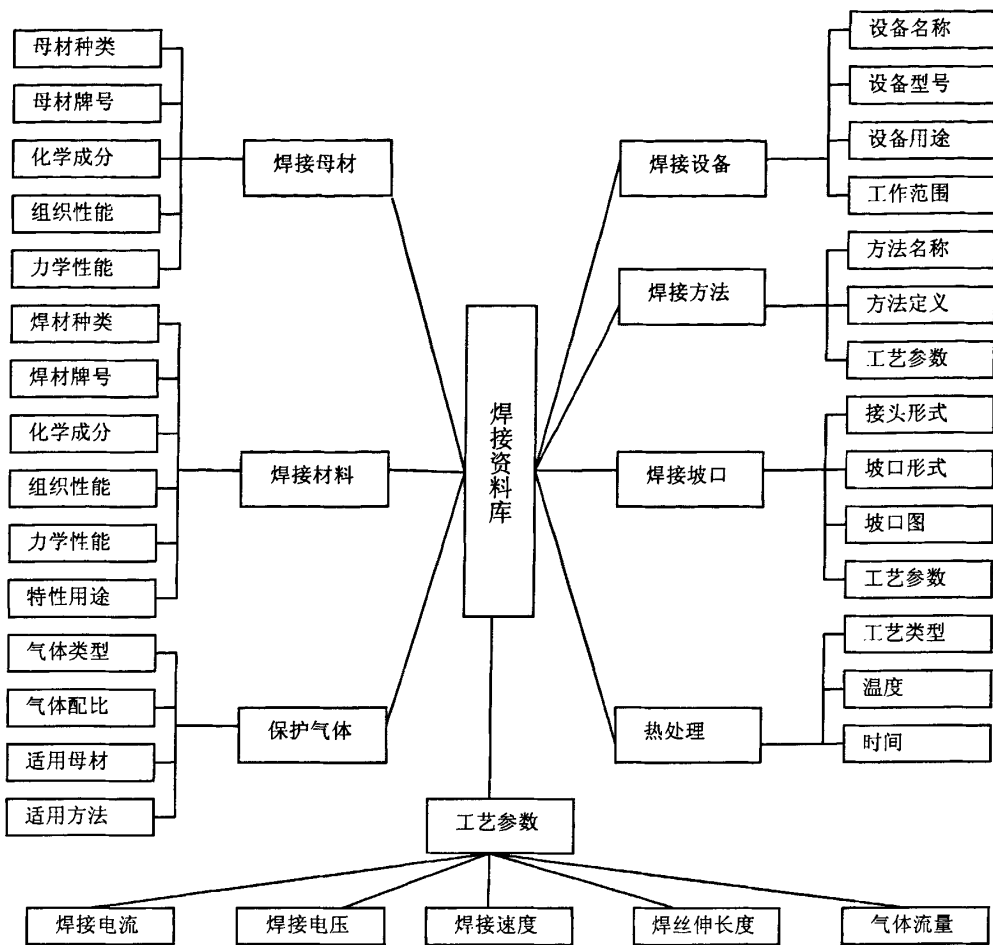 母材种类
母材牌号
化学成分
组织性能
力学性能
焊接母材
焊材种类
焊材牌号
化学成分
组织性能
力学性能
特性用途
焊接材料
气体类型
气体配比
适用母材
适用方法
保护气体
焊接资料库
设备名称
设备型号
设备用途
工作范围
焊接设备
方法名称
方法定义
工艺参数
焊接方法
接头形式
坡口形式
坡口图
工艺参数
焊接坡口
工艺类型
温度
时间
热处理
工艺参数
焊接电流
焊接电压
焊接速度
焊丝伸长度
气体流量